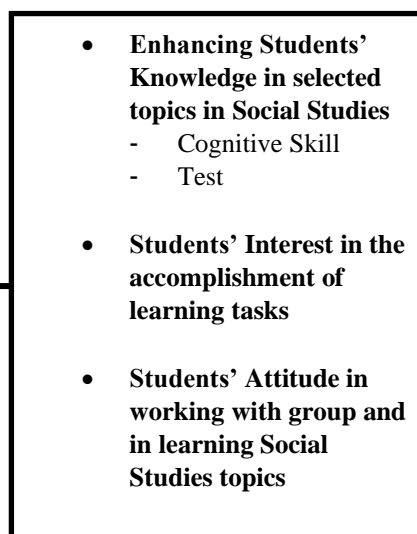 • Enhancing Students’
Knowledge in selected
topics in Social Studies
- Cognitive Skill
- Test
• Students’ Interest in the
accomplishment of
learning tasks
• Students’ Attitude in
working with group and
in learning Social
Studies topics